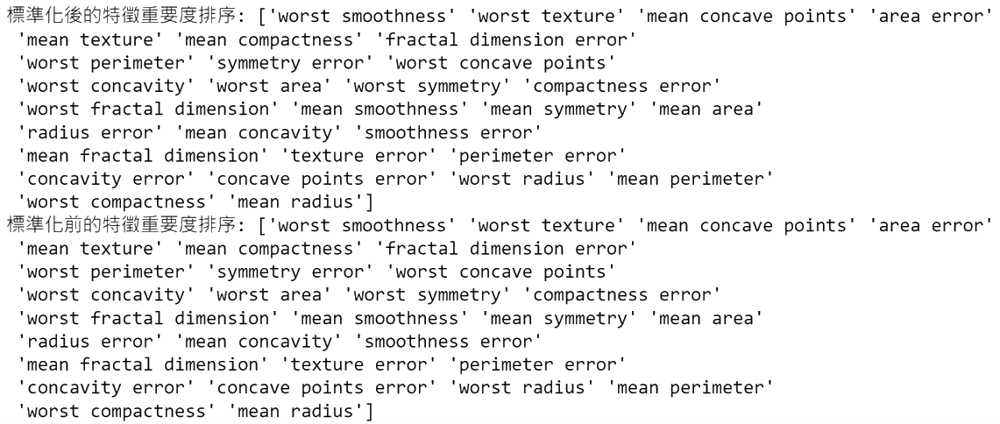 標準化後的特徵重要度排序: ['worst smoothness' 'worst texture' 'mean concave points' 'area error'
'mean texture' 'mean compactness' 'fractal dimension error'
'worst perimeter' 'symmetry error' 'worst concave points'
'worst concavity' 'worst area' 'worst symmetry' 'compactness error'
'worst fractal dimension' 'mean smoothness' 'mean symmetry' 'mean area'
'radius error' 'mean concavity' 'smoothness error'
'mean fractal dimension' 'texture error' 'perimeter error'
'concavity error' 'concave points error' 'worst radius' 'mean perimeter'
'worst compactness' 'mean radius']
標準化前的特徵重要度排序: ['worst smoothness' 'worst texture' 'mean concave points' 'area error'
'mean texture' 'mean compactness' 'fractal dimension error'
'worst perimeter' 'symmetry error' 'worst concave points'
'worst concavity' 'worst area' 'worst symmetry' 'compactness error'
'worst fractal dimension' 'mean smoothness' 'mean symmetry' 'mean area'
'radius error' 'mean concavity' 'smoothness error'
'mean fractal dimension' 'texture error' 'perimeter error'
'concavity error' 'concave points error' 'worst radius' 'mean perimeter'
'worst compactness' 'mean radius']